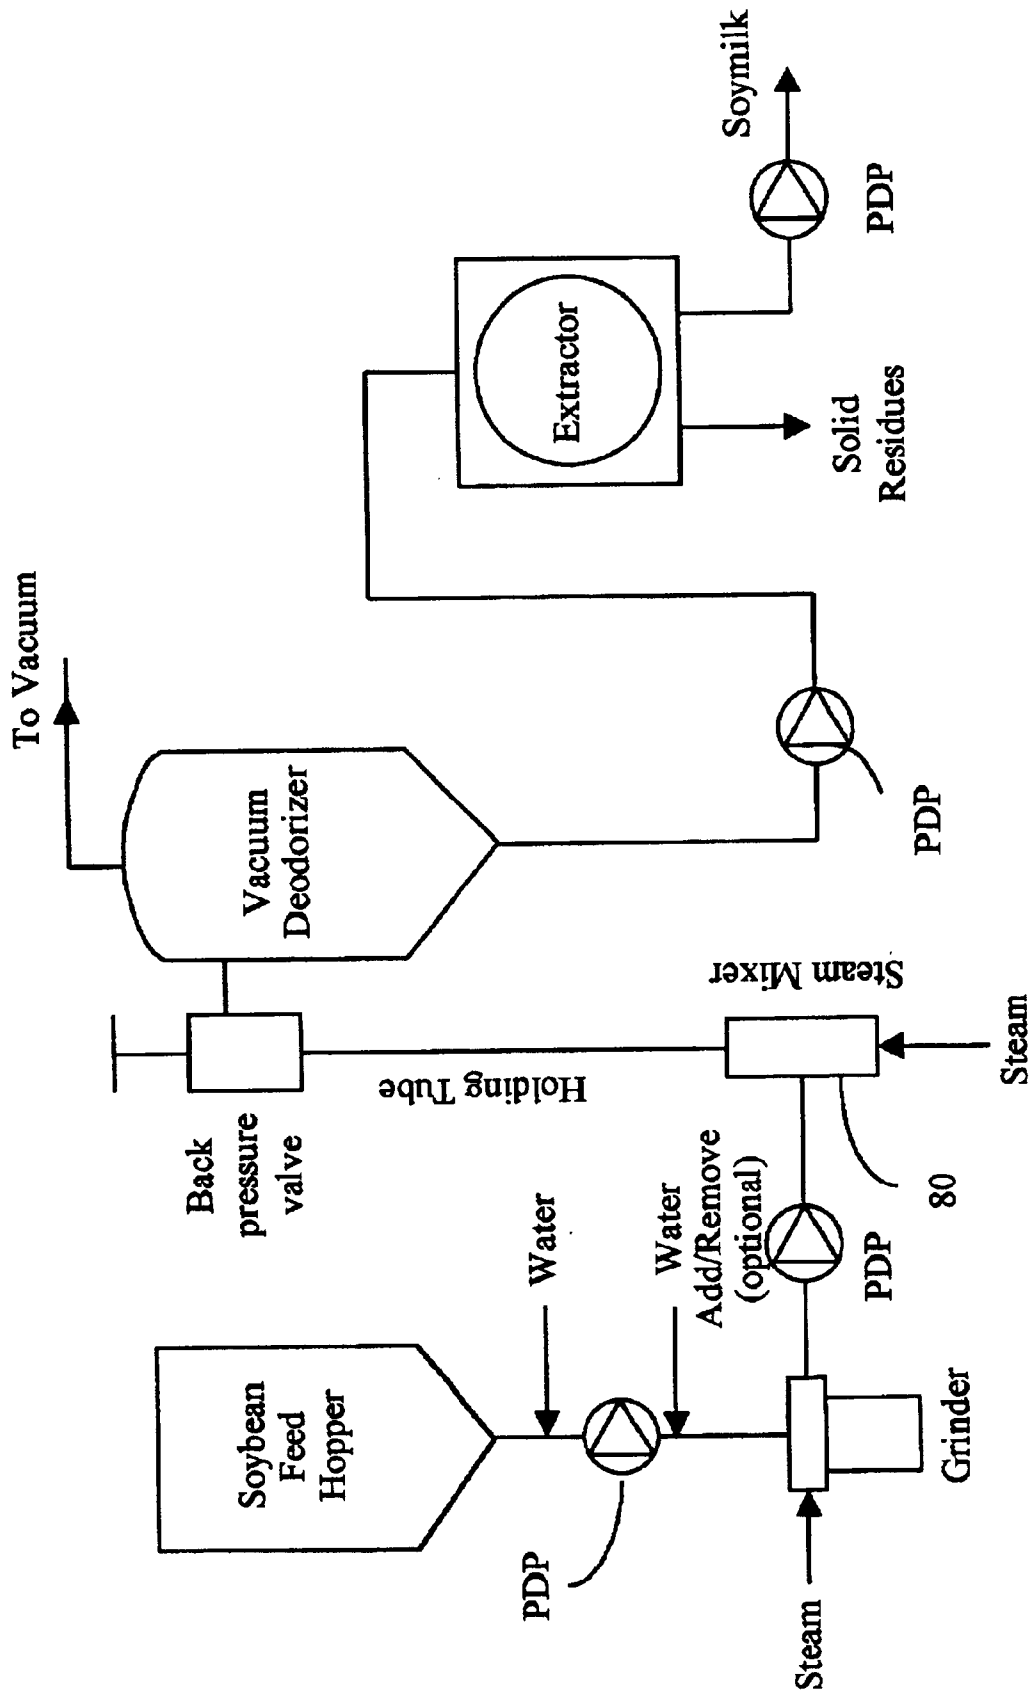 Soybean
Feed
Hopper
PDP
Water
Water
Add/Remove
(optional)
Steam
Grinder
PDP
80
Steam Mixer
Steam
Holding Tube
Back
pressure
valve
Vacuum
Deodorizer
To Vacuum
PDP
Extractor
Solid
Residues
PDP
Soymilk